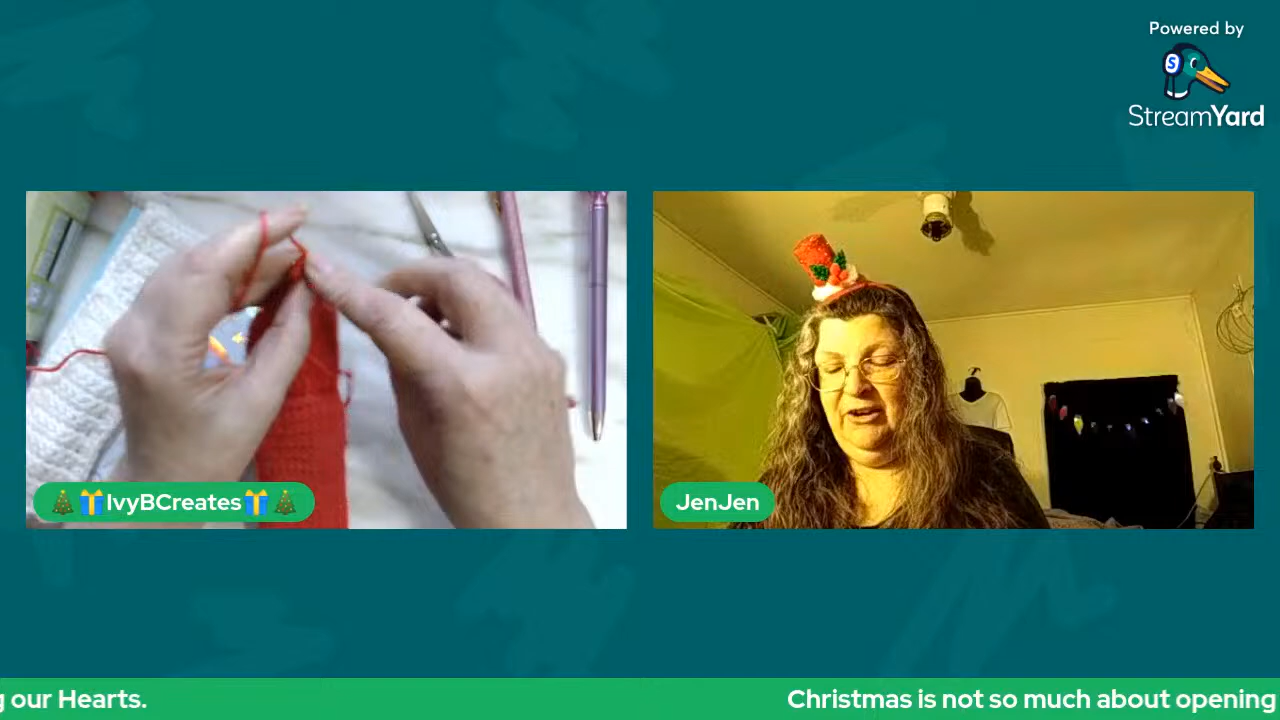 Powered by
S
StreamYard
🎄🎁IvyBCreates🎁🎄
JenJen
g our Hearts.
Christmas is not so much about opening